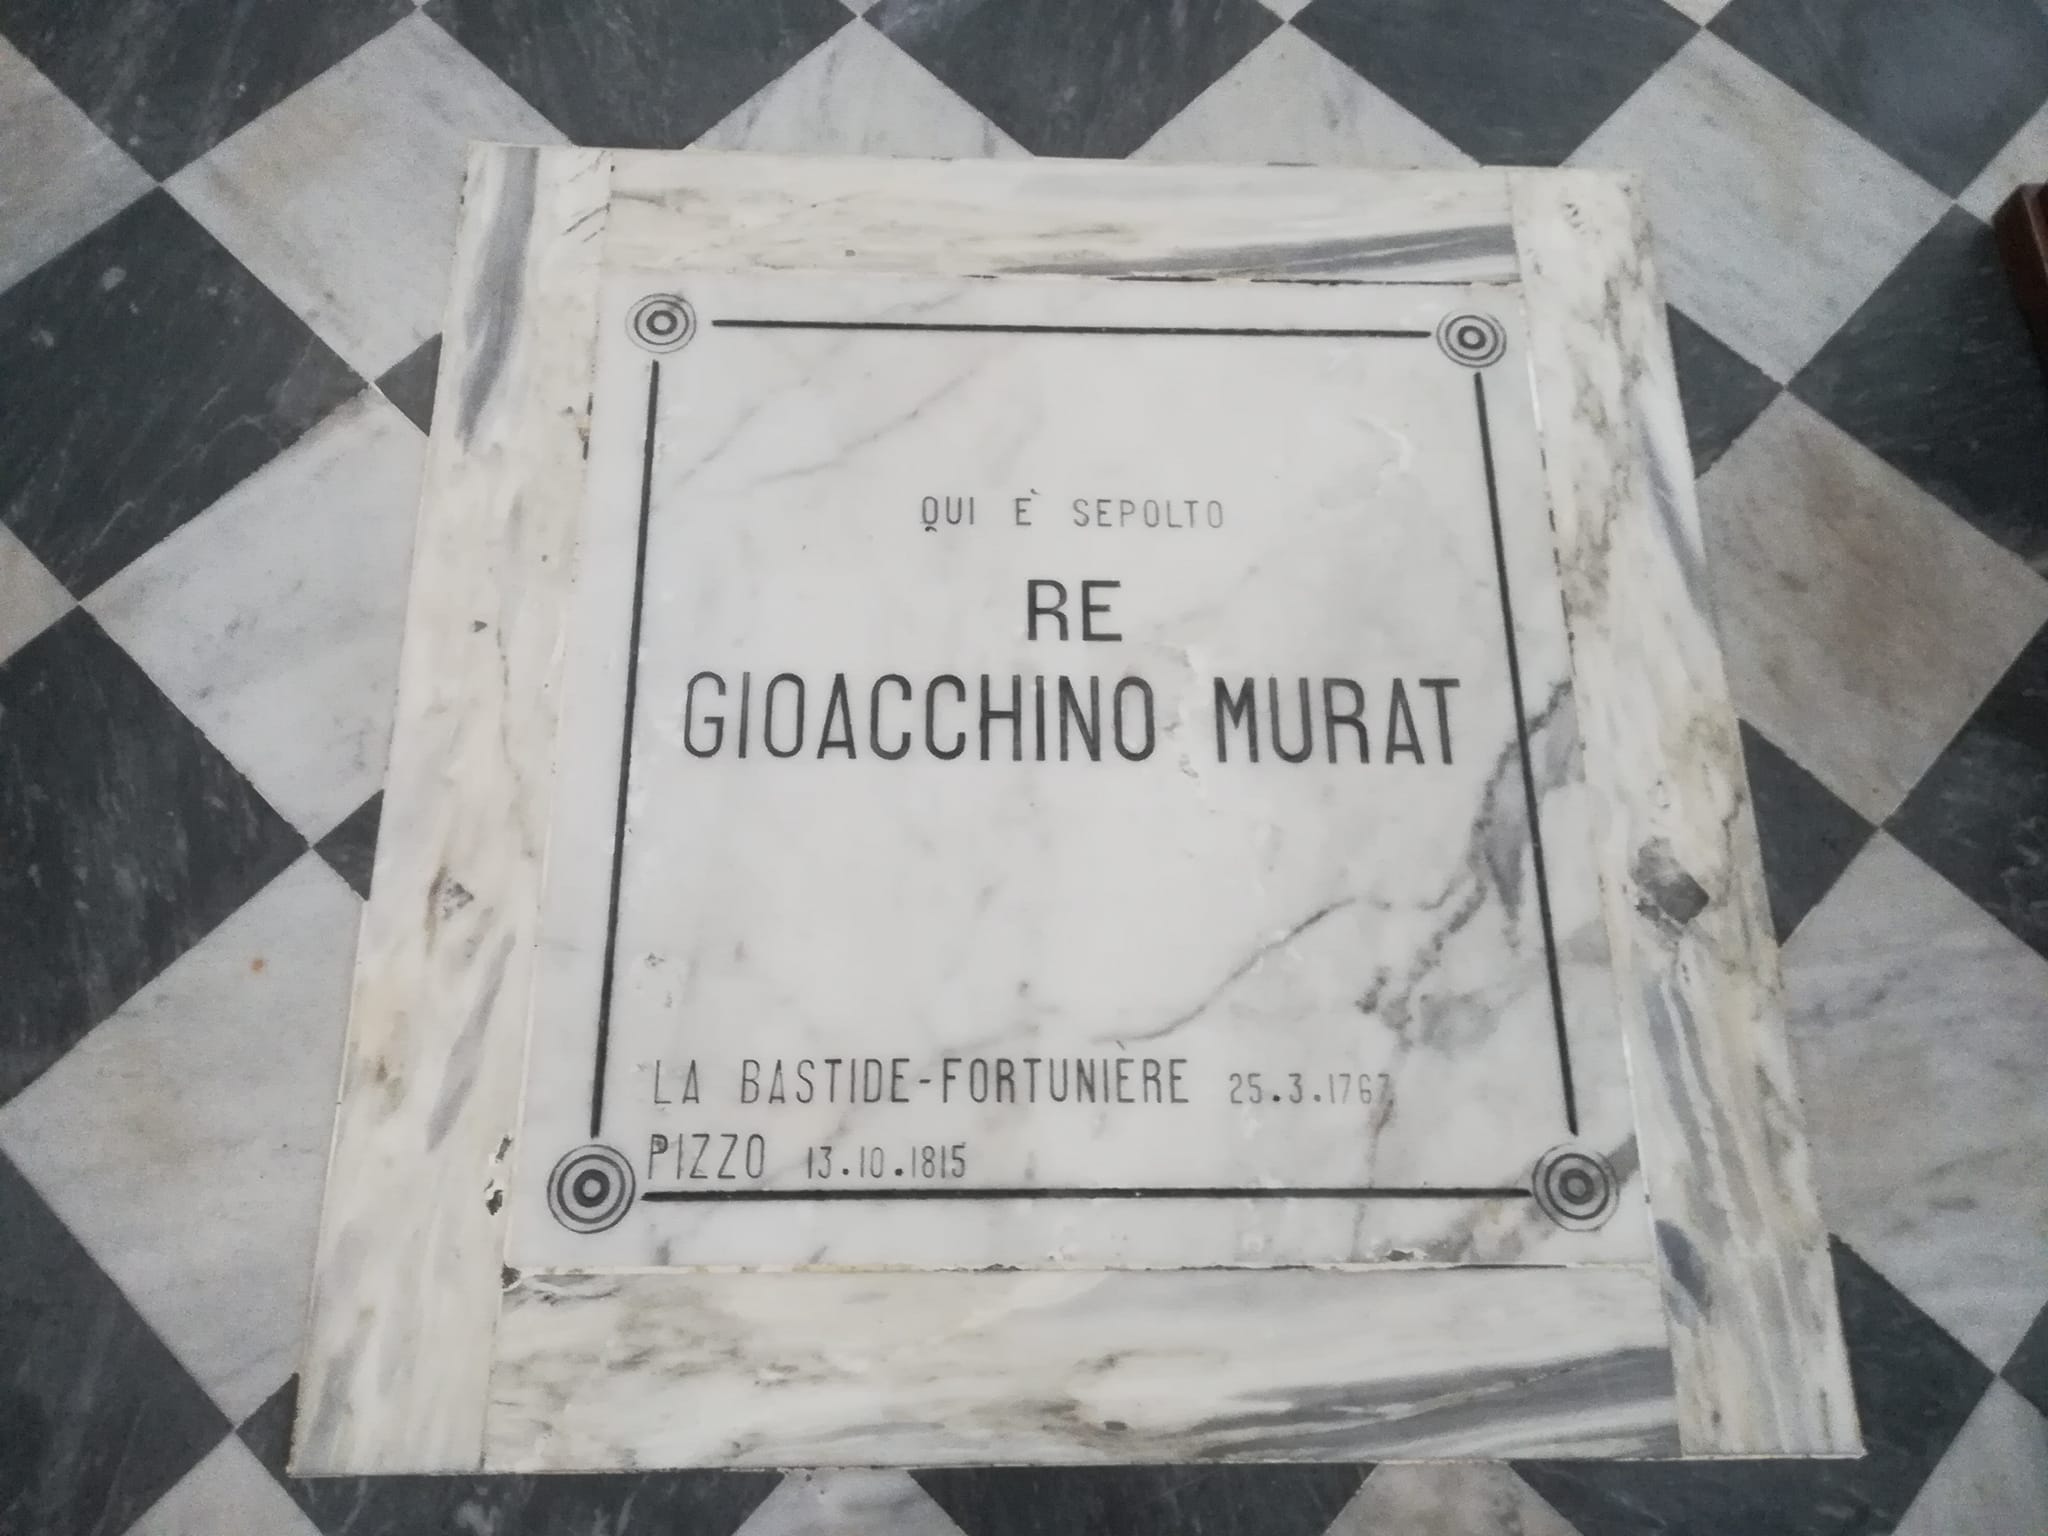 QUI È SEPOLTO
RE
GIOACCHINO MURAT
LA BASTIDE-FORTUNIÈRE 25.3.1767
PIZZO 13.10.1815